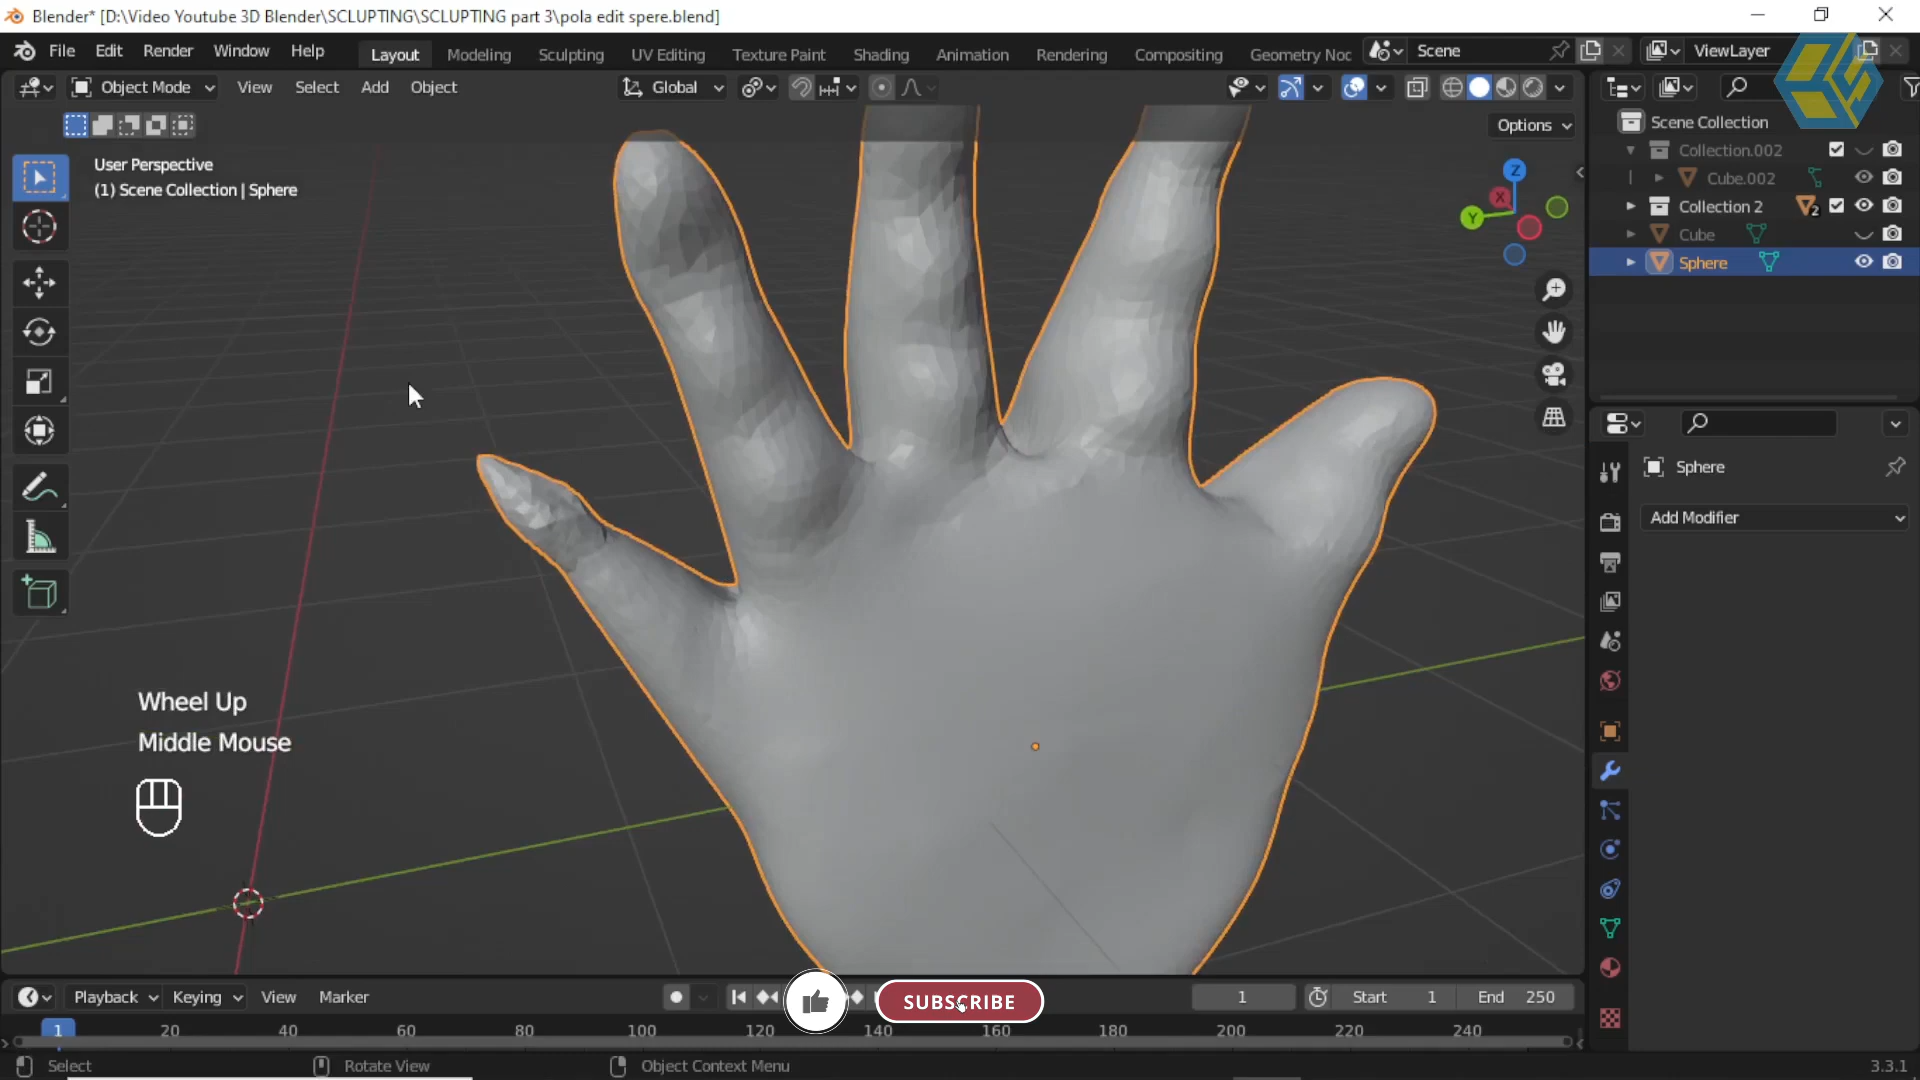 Blender* [D:\Video Youtube 3D Blender\SCLUPTING\SCLUPTING part 3\pola edit spere.blend]
File Edit Render Window Help Layout Modeling Sculpting UV Editing Texture Paint Shading Animation Rendering Compositing Geometry Noc Scene ViewLayer
Object Mode View Select Add Object Global
Options
User Perspective
(1) Scene Collection | Sphere
Z
X
Y
Scene Collection
Collection.002
Cube.002
Collection 2 2
Cube
Sphere
Sphere
Add Modifier
Wheel Up
Middle Mouse
Playback Keying View Marker 1 Start 1 End 250
SUBSCRIBE
1 20 40 60 80 100 120 140 160 180 200 220 240
Select Rotate View Object Context Menu 3.3.1